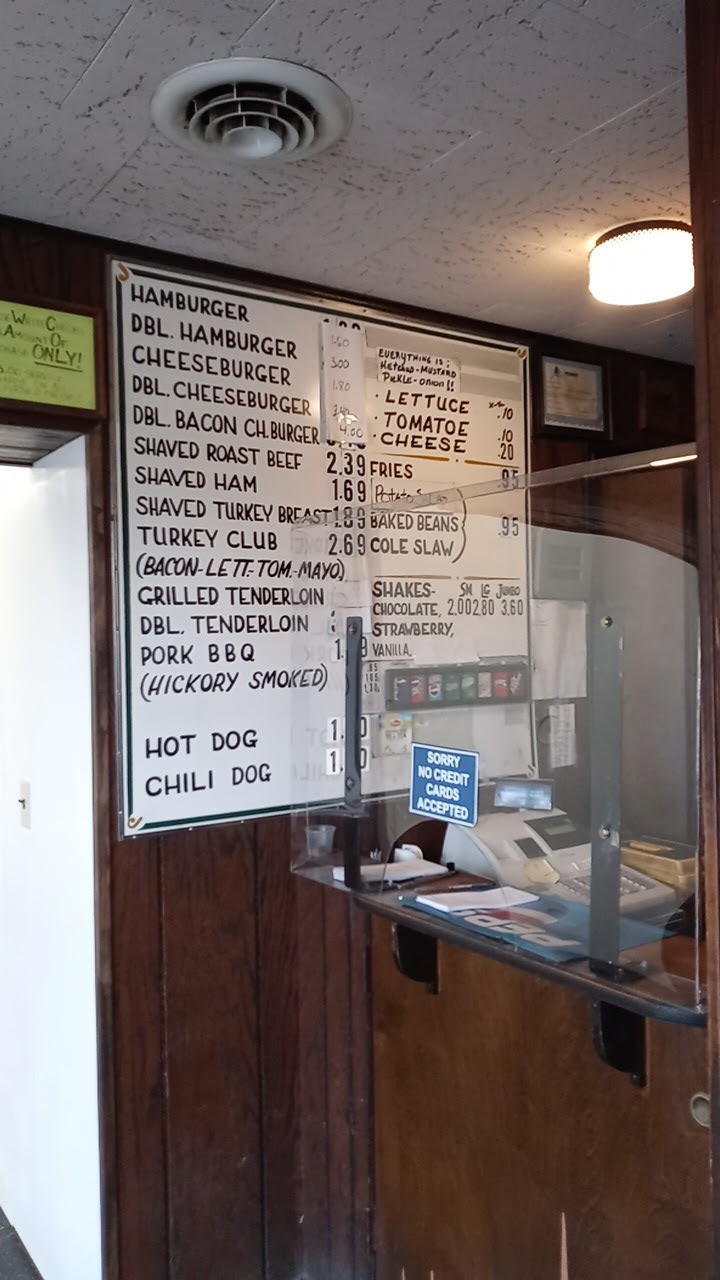 ONLY!
HAMBURGER 1.60
DBL. HAMBURGER 3.00
CHEESEBURGER 1.80
DBL. CHEESEBURGER
DBL. BACON CH.BURGER 4.00
SHAVED ROAST BEEF 2.39
SHAVED HAM 1.69
SHAVED TURKEY BREAST 1.89
TURKEY CLUB 2.69
(BACON-LETT.-TOM.-MAYO)
GRILLED TENDERLOIN
DBL. TENDERLOIN
PORK BBQ
(HICKORY SMOKED)
HOT DOG
CHILI DOG
EVERYTHING IS:
KETCHUP-MUSTARD
PICKLE-ONION!!
· LETTUCE .10
· TOMATOE .10
· CHEESE .20
FRIES .95
BAKED BEANS .95
COLE SLAW
SHAKES- SM LG JUMBO
CHOCOLATE, 2.00 2.80 3.60
STRAWBERRY,
VANILLA,
SORRY
NO CREDIT
CARDS
ACCEPTED
PEPSI